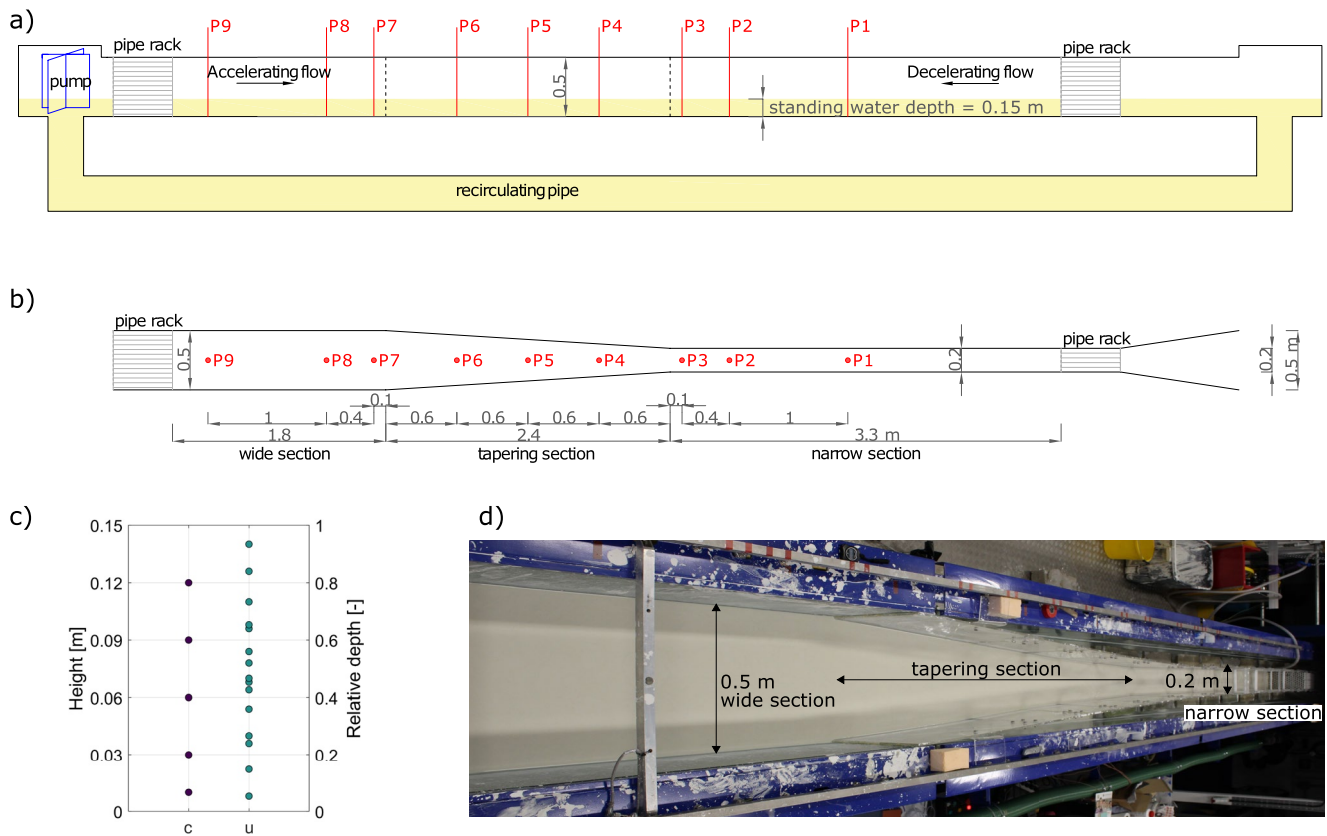 a)
P9 P8 P7 P6 P5 P4 P3 P2 P1
pipe rack
pipe rack
pump
Accelerating flow
0.5
Decelerating flow
standing water depth = 0.15 m
recirculating pipe
b)
pipe rack
pipe rack
0.5
P9 P8 P7 P6 P5 P4 P3 P2 P1
0.2
0.2
0.5 m
0.1
0.1
1 0.4 0.6 0.6 0.6 0.6 0.4 1
1.8 2.4 3.3 m
wide section tapering section narrow section
c)
Height [m]
0.15
0.12
0.09
0.06
0.03
0
1
0.8
0.6
0.4
0.2
0
Relative depth [-]
c u
d)
0.5 m
wide section
tapering section
0.2 m
narrow section